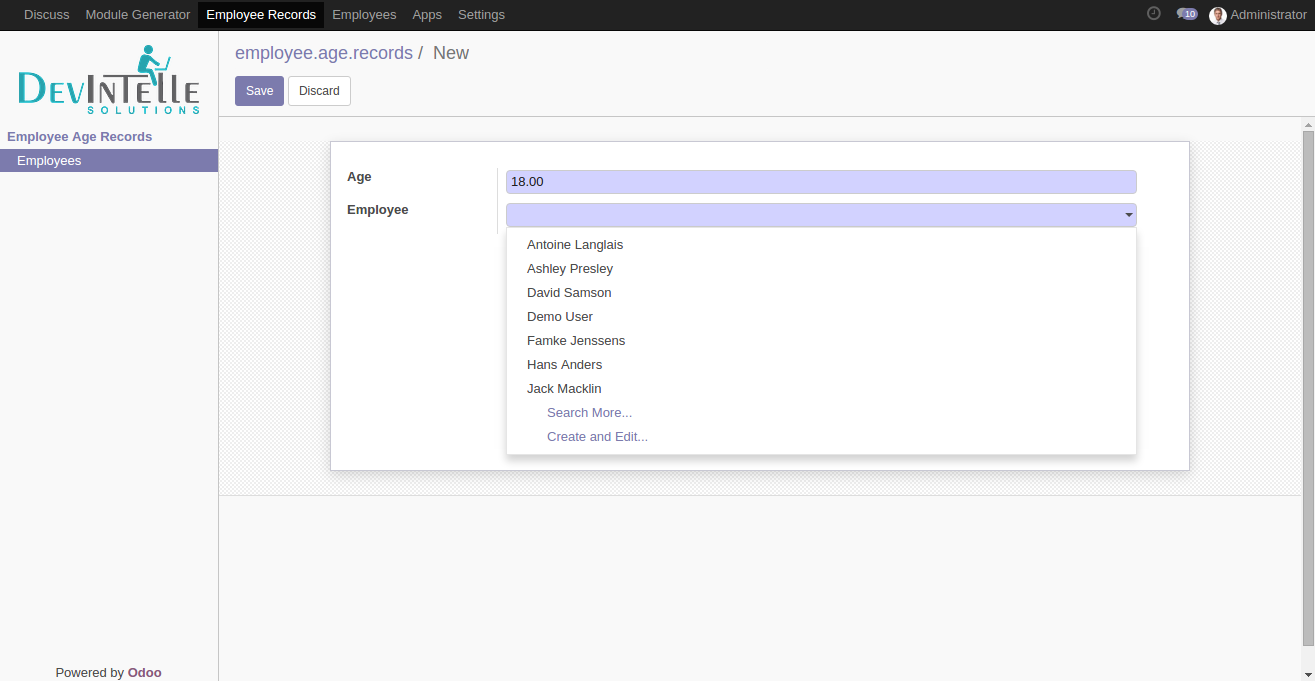 Discuss Module Generator Employee Records Employees Apps Settings 10 Administrator
DEVINTELLE
SOLUTIONS
employee.age.records / New
Save Discard
Employee Age Records
Employees
Age 18.00
Employee
Antoine Langlais
Ashley Presley
David Samson
Demo User
Famke Jenssens
Hans Anders
Jack Macklin
Search More...
Create and Edit...
Powered by Odoo